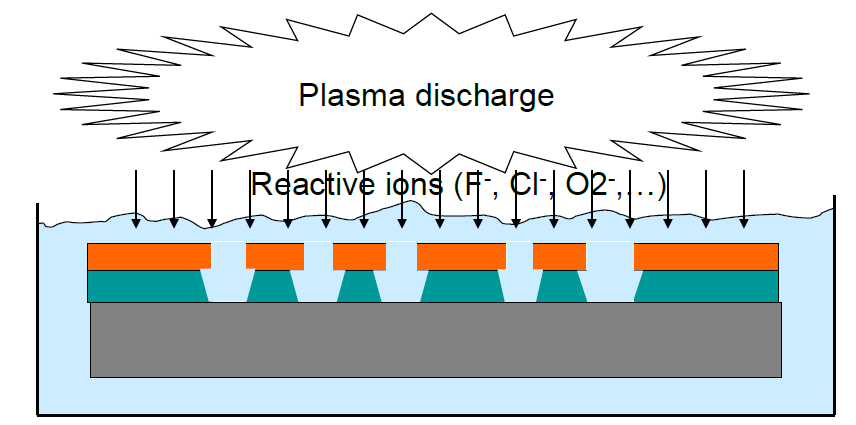 Plasma discharge
Reactive ions (F-, Cl-, O2-,…)